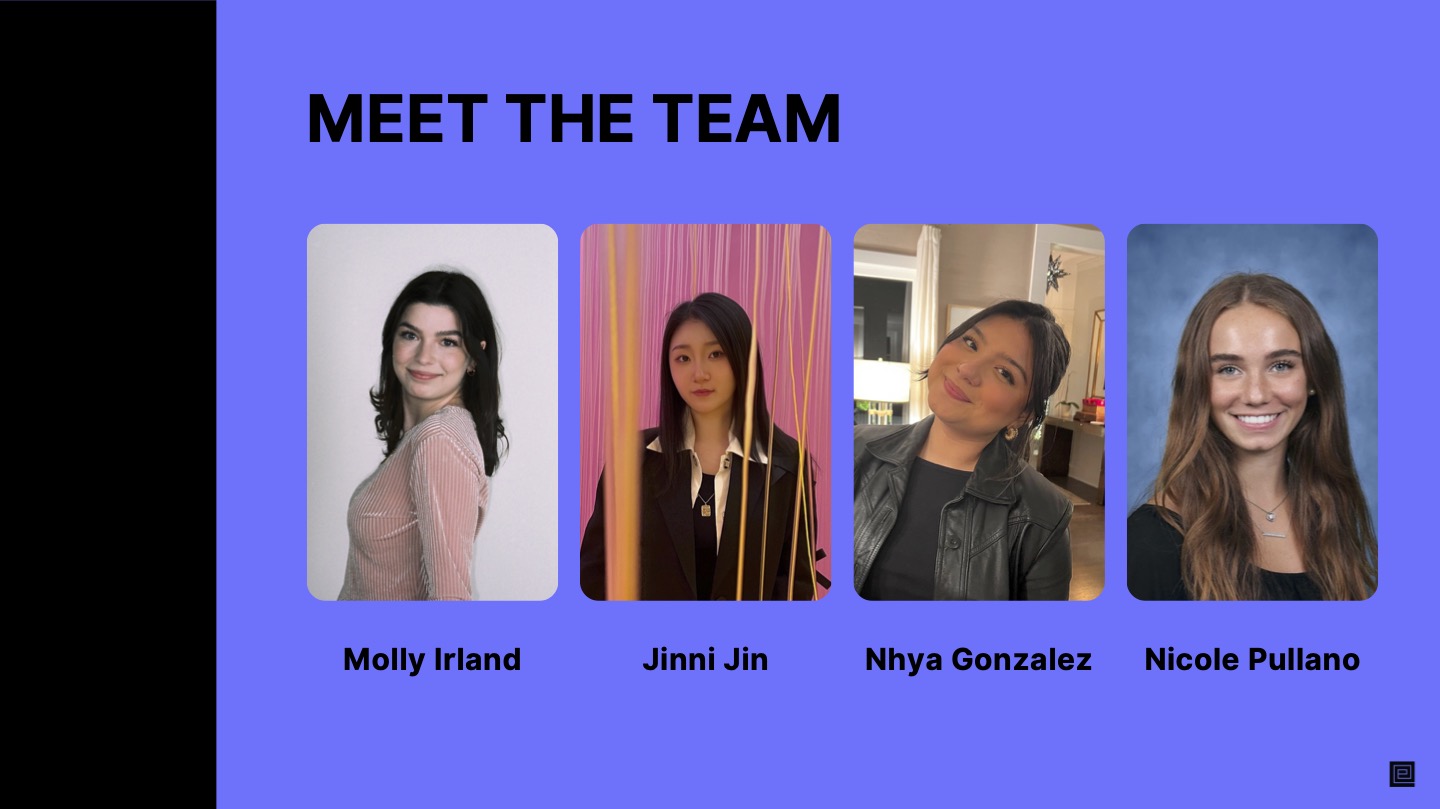 MEET THE TEAM
Molly Irland
Jinni Jin
Nhya Gonzalez
Nicole Pullano